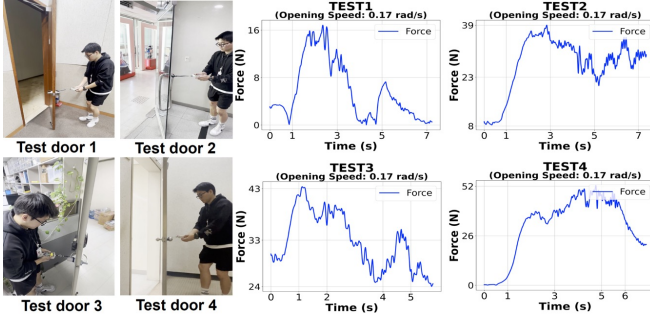 TEST1
(Opening Speed: 0.17 rad/s)
Force
Force (N)
16
8
0
0
1
3
5
7
Time (s)
TEST2
(Opening Speed: 0.17 rad/s)
Force
Force (N)
39
23
8
0
1
3
5
7
Time (s)
Test door 1
Test door 2
TEST3
(Opening Speed: 0.17 rad/s)
Force
Force (N)
43
33
24
0
1
2
4
5
Time (s)
TEST4
(Opening Speed: 0.17 rad/s)
Force
Force (N)
52
26
0
0
1
3
5
6
Time (s)
Test door 3
Test door 4